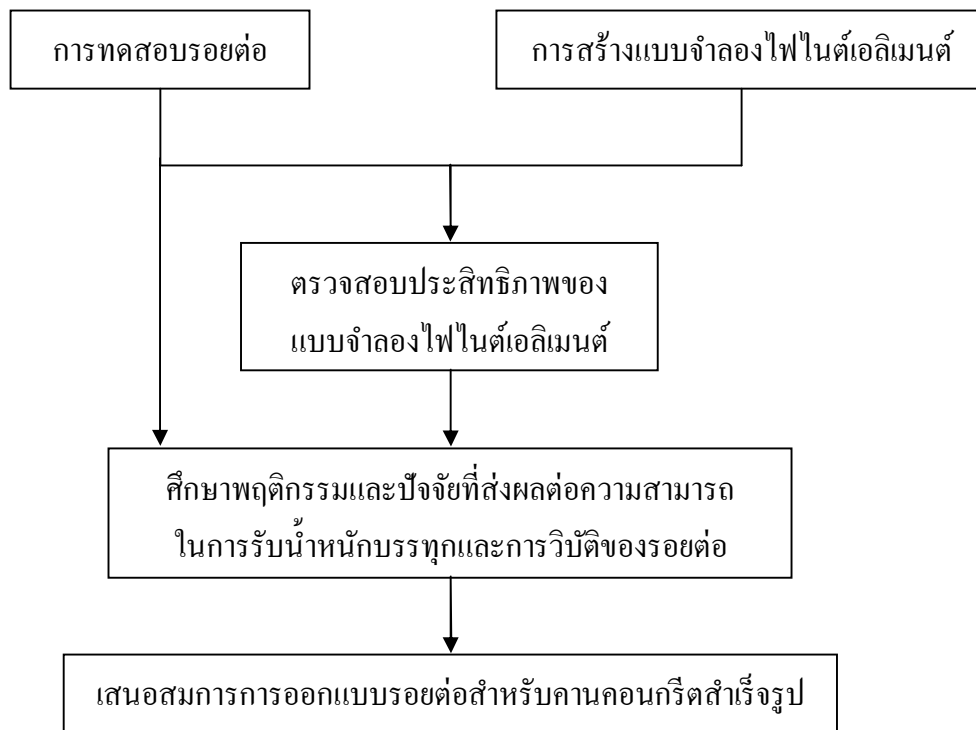 การทดสอบรอยต่อ
การสร้างแบบจำลองไฟไนต์เอลิเมนต์
ตรวจสอบประสิทธิภาพของ
แบบจำลองไฟไนต์เอลิเมนต์
ศึกษาพฤติกรรมและปัจจัยที่ส่งผลต่อความสามารถ
ในการรับน้ำหนักบรรทุกและการวิบัติของรอยต่อ
เสนอสมการการออกแบบรอยต่อสำหรับคานคอนกรีตสำเร็จรูป